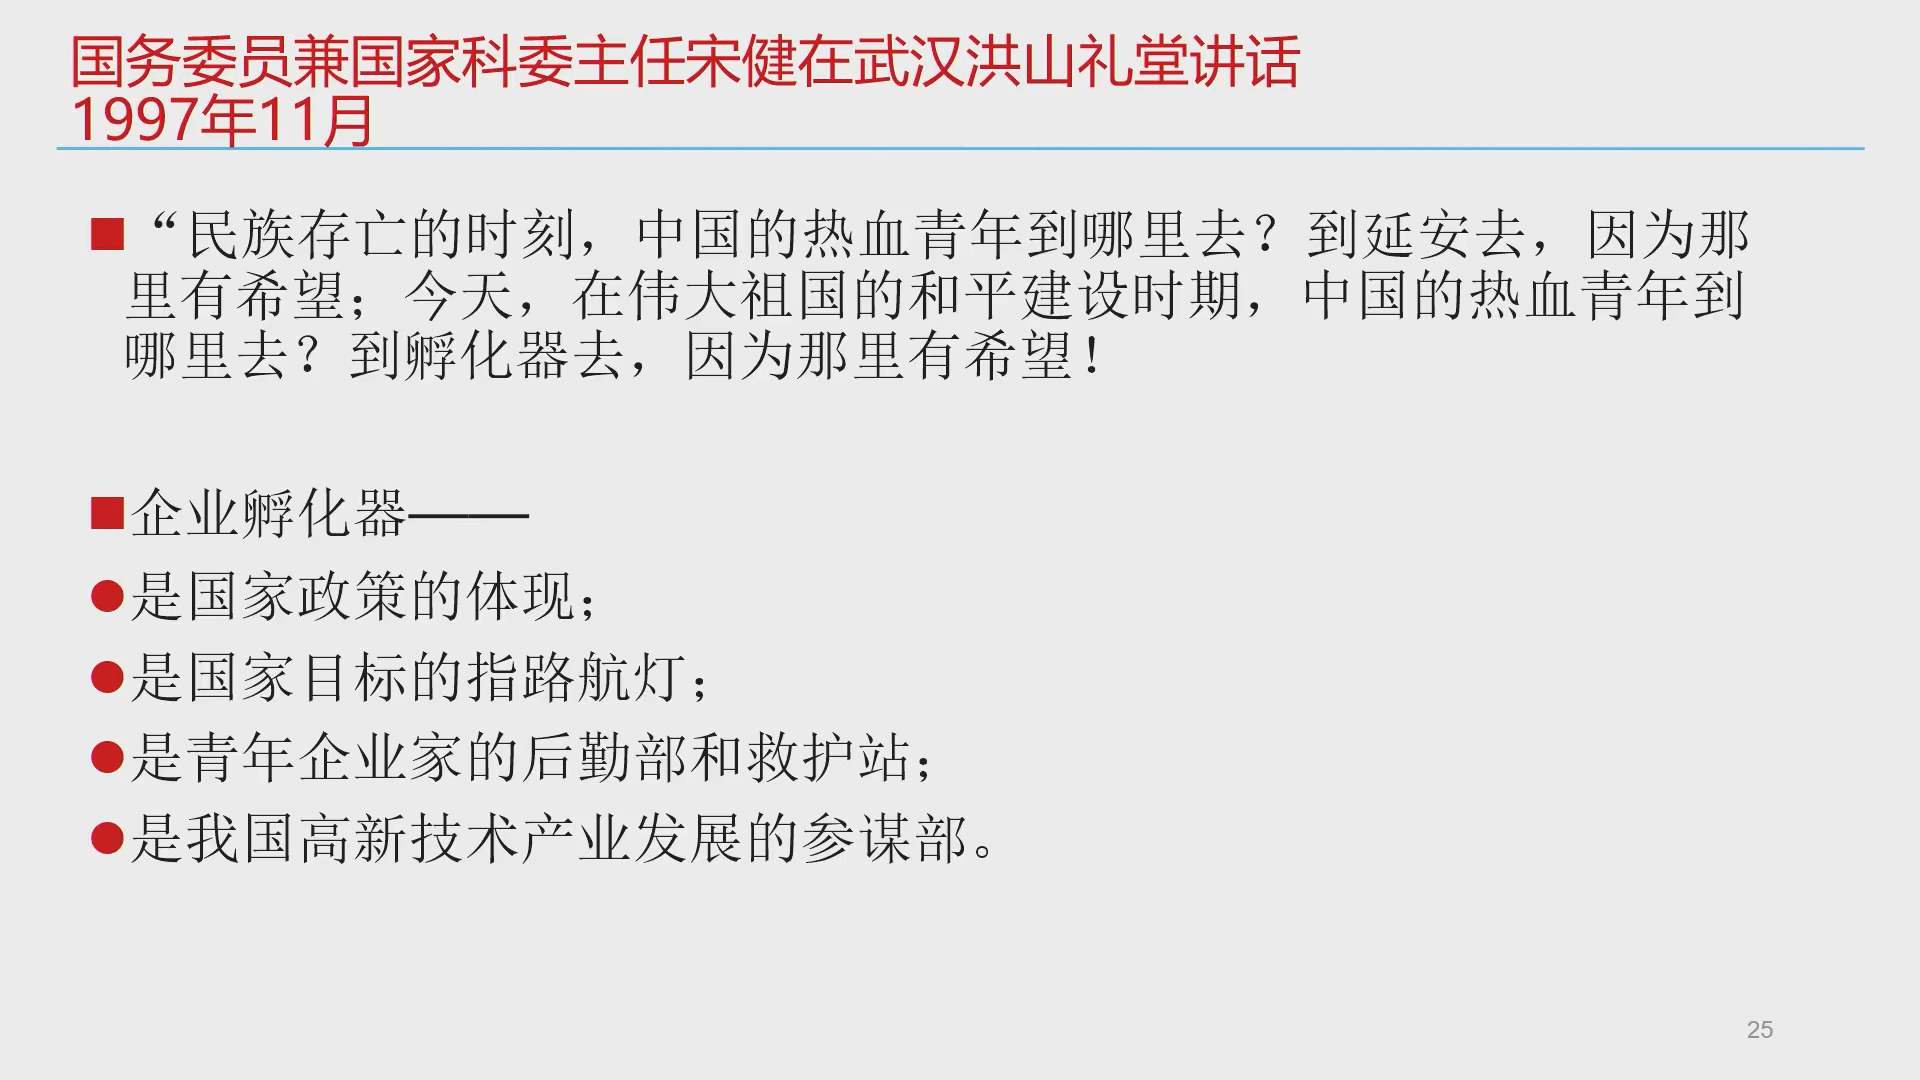 国务委员兼国家科委主任宋健在武汉洪山礼堂讲话
1997年11月
“民族存亡的时刻，中国的热血青年到哪里去？到延安去，因为那
里有希望；今天，在伟大祖国的和平建设时期，中国的热血青年到
哪里去？到孵化器去，因为那里有希望！
企业孵化器——
是国家政策的体现；
是国家目标的指路航灯；
是青年企业家的后勤部和救护站；
是我国高新技术产业发展的参谋部。
25